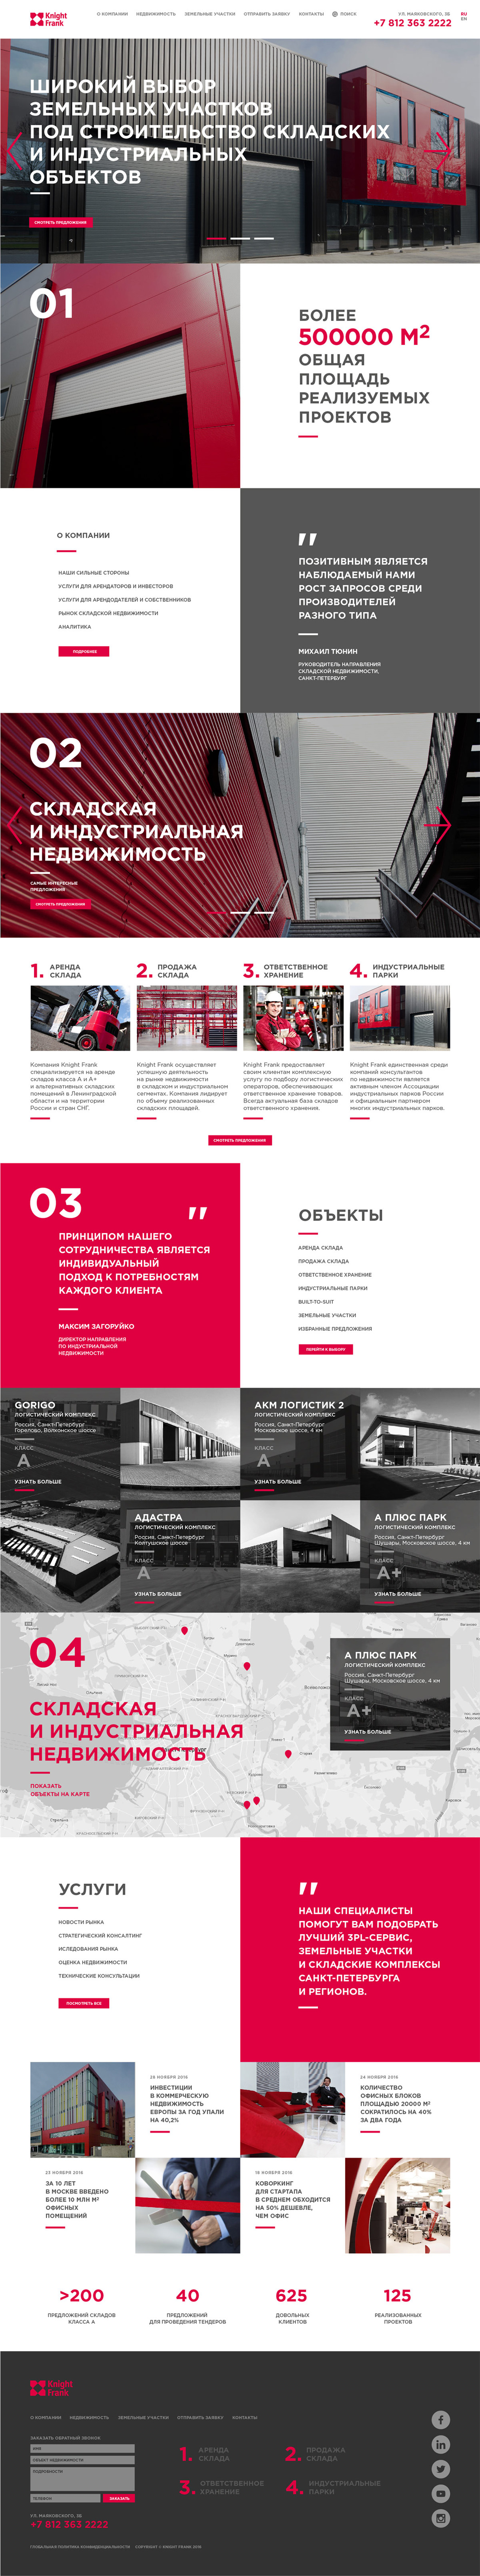 Knight
Frank
О КОМПАНИИ НЕДВИЖИМОСТЬ ЗЕМЕЛЬНЫЕ УЧАСТКИ ОТПРАВИТЬ ЗАЯВКУ КОНТАКТЫ ПОИСК
УЛ. МАЯКОВСКОГО, 3Б
+7 812 363 2222
RU
EN
ШИРОКИЙ ВЫБОР
ЗЕМЕЛЬНЫХ УЧАСТКОВ
ПОД СТРОИТЕЛЬСТВО СКЛАДСКИХ
И ИНДУСТРИАЛЬНЫХ
ОБЪЕКТОВ
СМОТРЕТЬ ПРЕДЛОЖЕНИЯ
01
БОЛЕЕ
500000 М²
ОБЩАЯ
ПЛОЩАДЬ
РЕАЛИЗУЕМЫХ
ПРОЕКТОВ
О КОМПАНИИ
НАШИ СИЛЬНЫЕ СТОРОНЫ
УСЛУГИ ДЛЯ АРЕНДАТОРОВ И ИНВЕСТОРОВ
УСЛУГИ ДЛЯ АРЕНДОДАТЕЛЕЙ И СОБСТВЕННИКОВ
РЫНОК СКЛАДСКОЙ НЕДВИЖИМОСТИ
АНАЛИТИКА
ПОДРОБНЕЕ
"
ПОЗИТИВНЫМ ЯВЛЯЕТСЯ
НАБЛЮДАЕМЫЙ НАМИ
РОСТ ЗАПРОСОВ СРЕДИ
ПРОИЗВОДИТЕЛЕЙ
РАЗНОГО ТИПА
МИХАИЛ ТЮНИН
РУКОВОДИТЕЛЬ НАПРАВЛЕНИЯ
СКЛАДСКОЙ НЕДВИЖИМОСТИ,
САНКТ-ПЕТЕРБУРГ
02
СКЛАДСКАЯ
И ИНДУСТРИАЛЬНАЯ
НЕДВИЖИМОСТЬ
САМЫЕ ИНТЕРЕСНЫЕ
ПРЕДЛОЖЕНИЯ
СМОТРЕТЬ ПРЕДЛОЖЕНИЯ
1. АРЕНДА
СКЛАДА
Компания Knight Frank
специализируется на аренде
складов класса А и А+
и альтернативных складских
помещений в Ленинградской
области и на территории
России и стран СНГ.
2. ПРОДАЖА
СКЛАДА
Knight Frank осуществляет
успешную деятельность
на рынке недвижимости
в складском и индустриальном
сегментах. Компания лидирует
по объему реализованных
складских площадей.
3. ОТВЕТСТВЕННОЕ
ХРАНЕНИЕ
Knight Frank предоставляет
своим клиентам комплексную
услугу по подбору логистических
операторов, обеспечивающих
ответственное хранение товаров.
Всегда актуальная база складов
ответственного хранения.
4. ИНДУСТРИАЛЬНЫЕ
ПАРКИ
Knight Frank единственная среди
компаний консультантов
по недвижимости является
активным членом Ассоциации
индустриальных парков России
и официальным партнером
многих индустриальных парков.
СМОТРЕТЬ ПРЕДЛОЖЕНИЯ
03
"
ПРИНЦИПОМ НАШЕГО
СОТРУДНИЧЕСТВА ЯВЛЯЕТСЯ
ИНДИВИДУАЛЬНЫЙ
ПОДХОД К ПОТРЕБНОСТЯМ
КАЖДОГО КЛИЕНТА
МАКСИМ ЗАГОРУЙКО
ДИРЕКТОР НАПРАВЛЕНИЯ
ПО ИНДУСТРИАЛЬНОЙ
НЕДВИЖИМОСТИ
ОБЪЕКТЫ
АРЕНДА СКЛАДА
ПРОДАЖА СКЛАДА
ОТВЕТСТВЕННОЕ ХРАНЕНИЕ
ИНДУСТРИАЛЬНЫЕ ПАРКИ
BUILT-TO-SUIT
ЗЕМЕЛЬНЫЕ УЧАСТКИ
ИЗБРАННЫЕ ПРЕДЛОЖЕНИЯ
ПЕРЕЙТИ К ВЫБОРУ
GORIGO
ЛОГИСТИЧЕСКИЙ КОМПЛЕКС
Россия, Санкт-Петербург
Горелово, Волхонское шоссе
КЛАСС
А
УЗНАТЬ БОЛЬШЕ
АКМ ЛОГИСТИК 2
ЛОГИСТИЧЕСКИЙ КОМПЛЕКС
Россия, Санкт-Петербург
Московское шоссе, 4 км
КЛАСС
А
УЗНАТЬ БОЛЬШЕ
АДАСТРА
ЛОГИСТИЧЕСКИЙ КОМПЛЕКС
Россия, Санкт-Петербург
Колтушское шоссе
КЛАСС
А
УЗНАТЬ БОЛЬШЕ
А ПЛЮС ПАРК
ЛОГИСТИЧЕСКИЙ КОМПЛЕКС
Россия, Санкт-Петербург
Шушары, Московское шоссе, 4 км
КЛАСС
А+
УЗНАТЬ БОЛЬШЕ
04
СКЛАДСКАЯ
И ИНДУСТРИАЛЬНАЯ
НЕДВИЖИМОСТЬ
ПОКАЗАТЬ
ОБЪЕКТЫ НА КАРТЕ
А ПЛЮС ПАРК
ЛОГИСТИЧЕСКИЙ КОМПЛЕКС
Россия, Санкт-Петербург
Шушары, Московское шоссе, 4 км
КЛАСС
А+
УЗНАТЬ БОЛЬШЕ
УСЛУГИ
НОВОСТИ РЫНКА
СТРАТЕГИЧЕСКИЙ КОНСАЛТИНГ
ИСЛЕДОВАНИЯ РЫНКА
ОЦЕНКА НЕДВИЖИМОСТИ
ТЕХНИЧЕСКИЕ КОНСУЛЬТАЦИИ
ПОСМОТРЕТЬ ВСЕ
"
НАШИ СПЕЦИАЛИСТЫ
ПОМОГУТ ВАМ ПОДОБРАТЬ
ЛУЧШИЙ 3PL-СЕРВИС,
ЗЕМЕЛЬНЫЕ УЧАСТКИ
И СКЛАДСКИЕ КОМПЛЕКСЫ
САНКТ-ПЕТЕРБУРГА
И РЕГИОНОВ.
28 НОЯБРЯ 2016
ИНВЕСТИЦИИ
В КОММЕРЧЕСКУЮ
НЕДВИЖИМОСТЬ
ЕВРОПЫ ЗА ГОД УПАЛИ
НА 40,2%
24 НОЯБРЯ 2016
КОЛИЧЕСТВО
ОФИСНЫХ БЛОКОВ
ПЛОЩАДЬЮ 20000 М²
СОКРАТИЛОСЬ НА 40%
ЗА ДВА ГОДА
23 НОЯБРЯ 2016
ЗА 10 ЛЕТ
В МОСКВЕ ВВЕДЕНО
БОЛЕЕ 10 МЛН М²
ОФИСНЫХ
ПОМЕЩЕНИЙ
18 НОЯБРЯ 2016
КОВОРКИНГ
ДЛЯ СТАРТАПА
В СРЕДНЕМ ОБХОДИТСЯ
НА 50% ДЕШЕВЛЕ,
ЧЕМ ОФИС
>200
ПРЕДЛОЖЕНИЙ СКЛАДОВ
КЛАССА А
40
ПРЕДЛОЖЕНИЙ
ДЛЯ ПРОВЕДЕНИЯ ТЕНДЕРОВ
625
ДОВОЛЬНЫХ
КЛИЕНТОВ
125
РЕАЛИЗОВАННЫХ
ПРОЕКТОВ
Knight
Frank
О КОМПАНИИ НЕДВИЖИМОСТЬ ЗЕМЕЛЬНЫЕ УЧАСТКИ ОТПРАВИТЬ ЗАЯВКУ КОНТАКТЫ
ЗАКАЗАТЬ ОБРАТНЫЙ ЗВОНОК
ИМЯ
ОБЪЕКТ НЕДВИЖИМОСТИ
ПОДРОБНОСТИ
ТЕЛЕФОН
ЗАКАЗАТЬ
1. АРЕНДА
СКЛАДА
2. ПРОДАЖА
СКЛАДА
3. ОТВЕТСТВЕННОЕ
ХРАНЕНИЕ
4. ИНДУСТРИАЛЬНЫЕ
ПАРКИ
УЛ. МАЯКОВСКОГО, 3Б
+7 812 363 2222
ГЛОБАЛЬНАЯ ПОЛИТИКА КОНФИДЕНЦИАЛЬНОСТИ COPYRIGHT © KNIGHT FRANK 2016